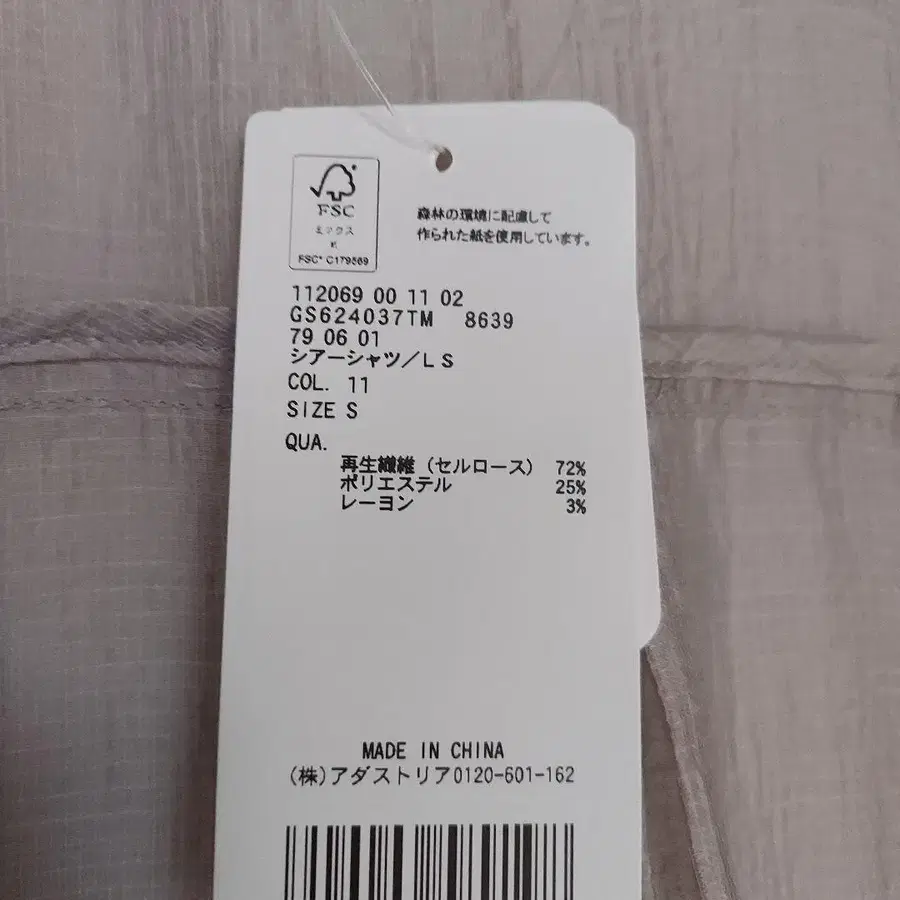 FSC
ミックス
紙
FSC® C179569
森林の環境に配慮して
作られた紙を使用しています。
112069 00 11 02
GS624037TM 8639
79 06 01
シアーシャツ／LS
COL. 11
SIZE S
QUA.
再生繊維（セルロース） 72%
ポリエステル 25%
レーヨン 3%
MADE IN CHINA
(株)アダストリア0120-601-162